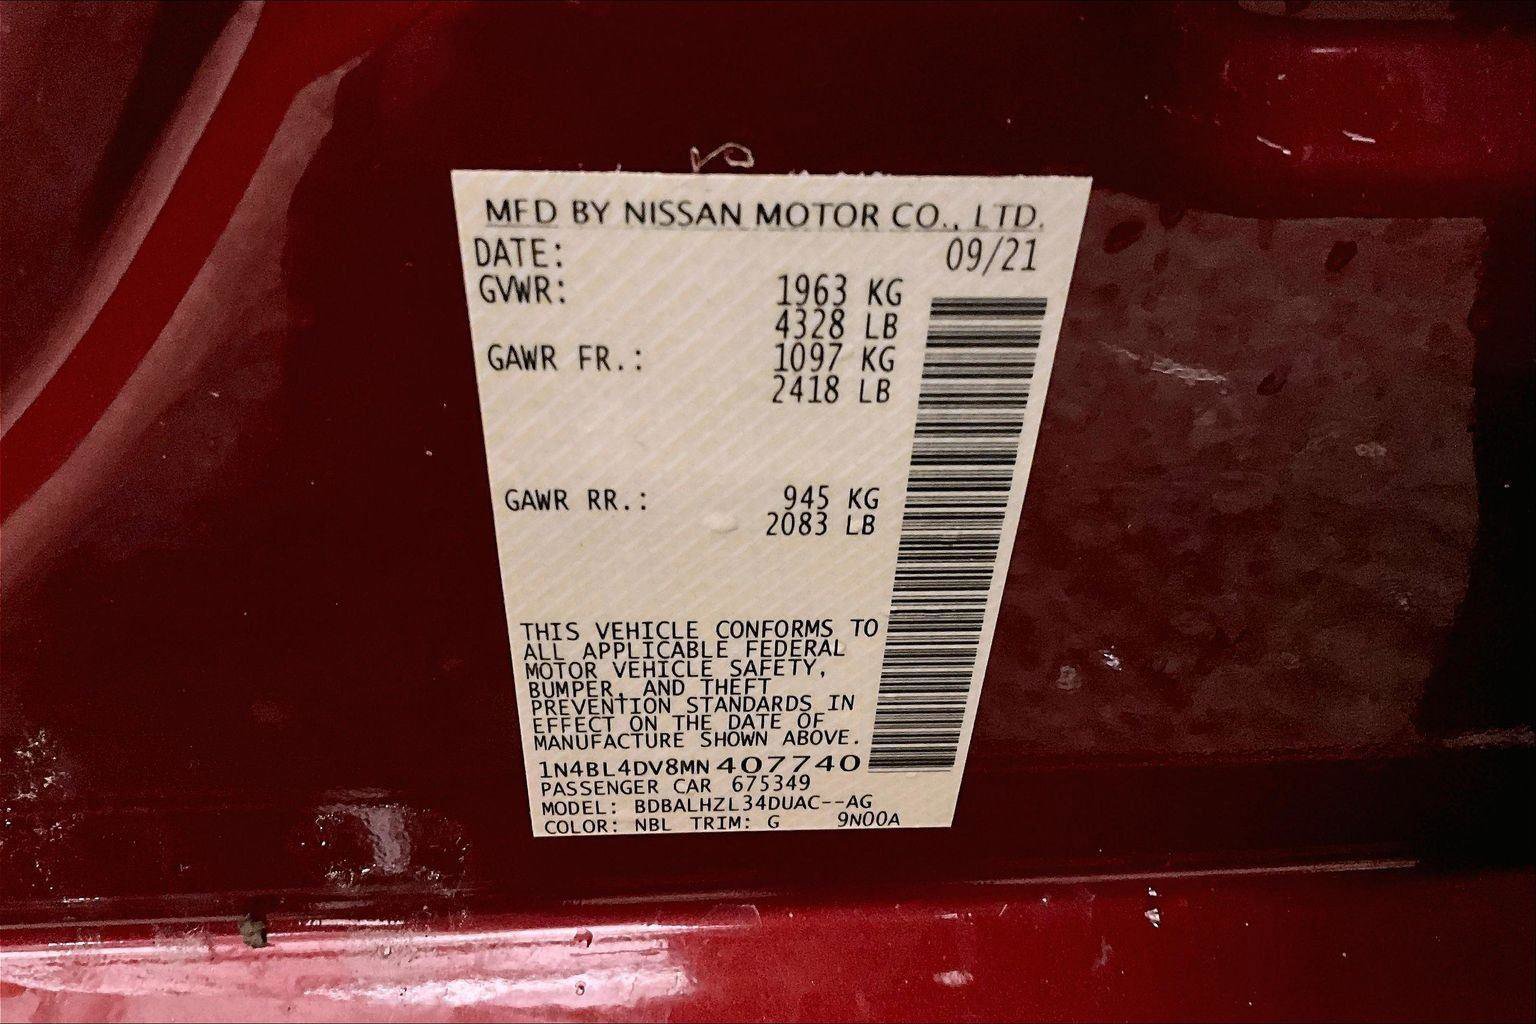 MFD BY NISSAN MOTOR CO., LTD.
DATE: 09/21
GVWR: 1963 KG
4328 LB
GAWR FR.: 1097 KG
2418 LB
GAWR RR.: 945 KG
2083 LB
THIS VEHICLE CONFORMS TO
ALL APPLICABLE FEDERAL
MOTOR VEHICLE SAFETY,
BUMPER, AND THEFT
PREVENTION STANDARDS IN
EFFECT ON THE DATE OF
MANUFACTURE SHOWN ABOVE.
1N4BL4DV8MN407740
PASSENGER CAR 675349
MODEL: BDBALHZL34DUAC--AG
COLOR: NBL TRIM: G 9N00A